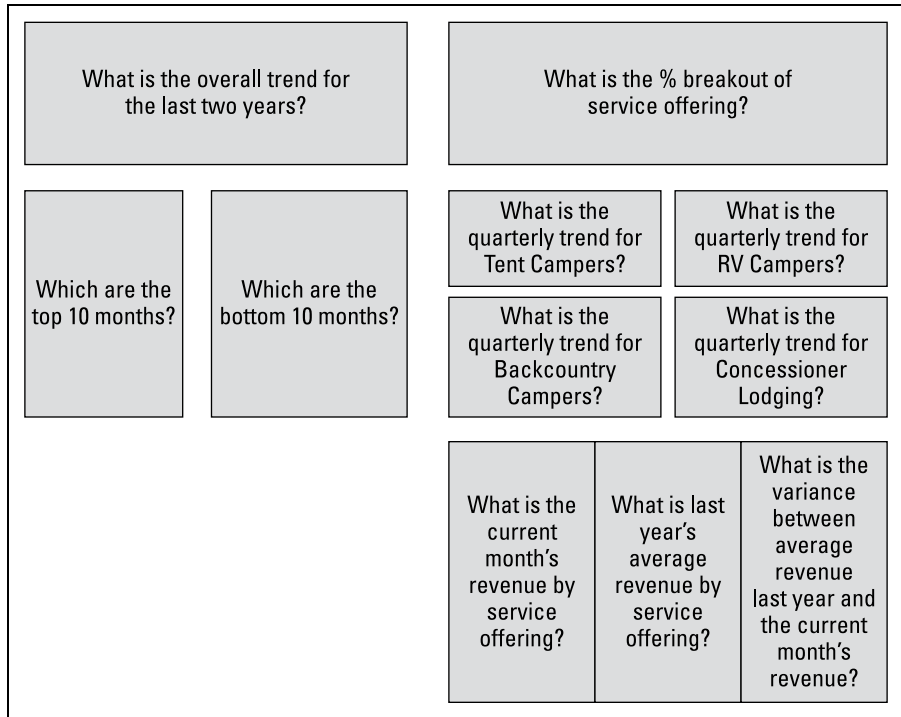 What is the overall trend for
the last two years?
What is the % breakout of
service offering?
Which are the
top 10 months?
Which are the
bottom 10 months?
What is the
quarterly trend for
Tent Campers?
What is the
quarterly trend for
RV Campers?
What is the
quarterly trend for
Backcountry
Campers?
What is the
quarterly trend for
Concessioner
Lodging?
What is the
current
month's
revenue by
service
offering?
What is last
year's
average
revenue by
service
offering?
What is the
variance
between
average
revenue
last year and
the current
month's
revenue?